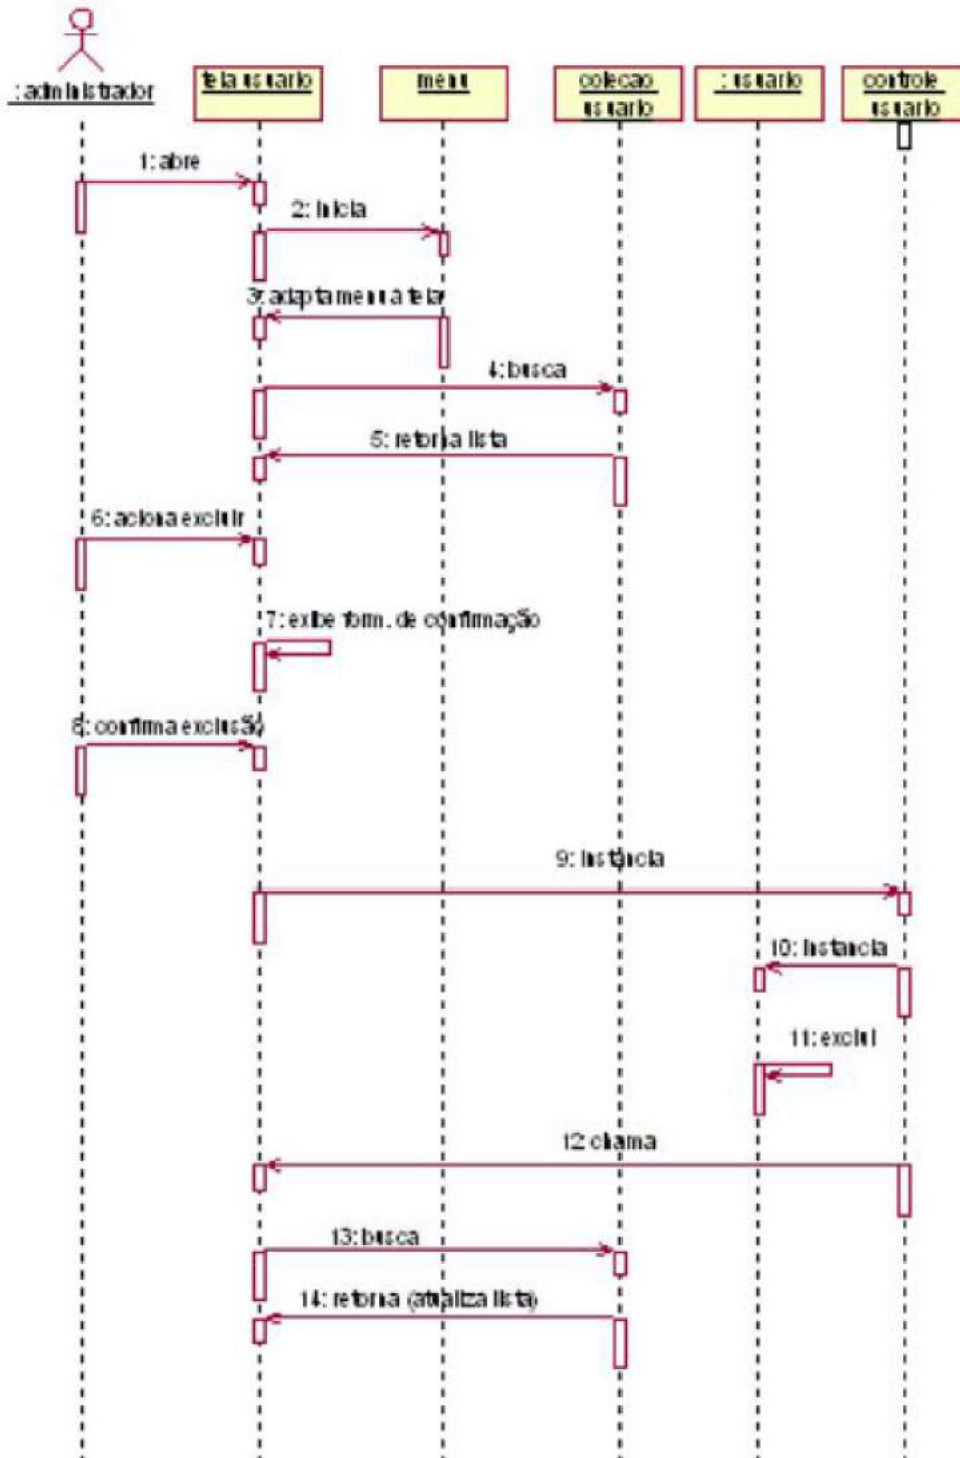 : administrador
tela usuario
menu
colecao
usuario
: usuario
controle
usuario
1: abre
2: inicia
3: adapta menu à tela
4: busca
5: retorna lista
6: aciona excluir
7: exibe form. de confirmação
8: confirma exclusão
9: instancia
10: instancia
11: exclui
12: chama
13: busca
14: retorna (atualiza lista)